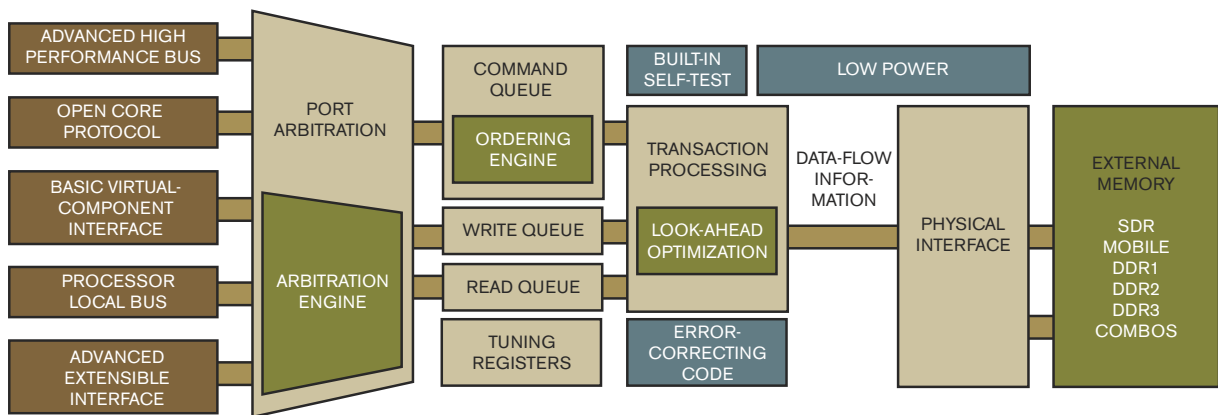 ADVANCED HIGH
PERFORMANCE BUS
OPEN CORE
PROTOCOL
BASIC VIRTUAL-
COMPONENT
INTERFACE
PROCESSOR
LOCAL BUS
ADVANCED
EXTENSIBLE
INTERFACE
PORT
ARBITRATION
ARBITRATION
ENGINE
COMMAND
QUEUE
ORDERING
ENGINE
WRITE QUEUE
READ QUEUE
TUNING
REGISTERS
BUILT-IN
SELF-TEST
LOW POWER
TRANSACTION
PROCESSING
LOOK-AHEAD
OPTIMIZATION
ERROR-
CORRECTING
CODE
DATA-FLOW
INFOR-
MATION
PHYSICAL
INTERFACE
EXTERNAL
MEMORY
SDR
MOBILE
DDR1
DDR2
DDR3
COMBOS